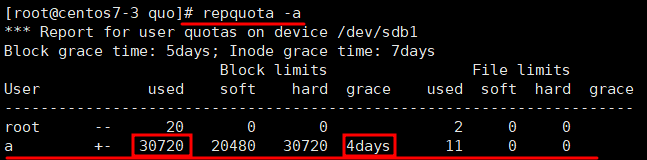 [root@centos7-3 quo]# repquota -a
*** Report for user quotas on device /dev/sdb1
Block grace time: 5days; Inode grace time: 7days
Block limits File limits
User used soft hard grace used soft hard grace
----------------------------------------------------------------------
root -- 20 0 0 2 0 0
a +- 30720 20480 30720 4days 11 0 0